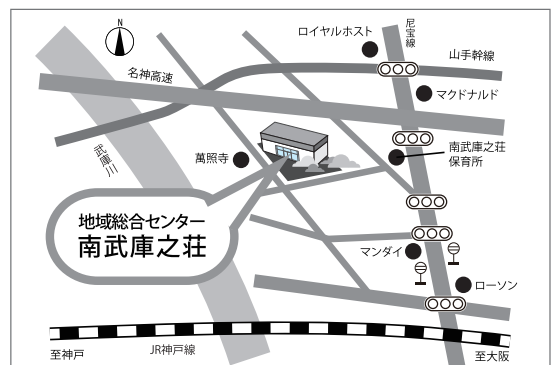 N
ロイヤルホスト
尼宝線
山手幹線
名神高速
マクドナルド
武庫川
萬照寺
南武庫之荘
保育所
地域総合センター
南武庫之荘
マンダイ
ローソン
至神戸
JR神戸線
至大阪